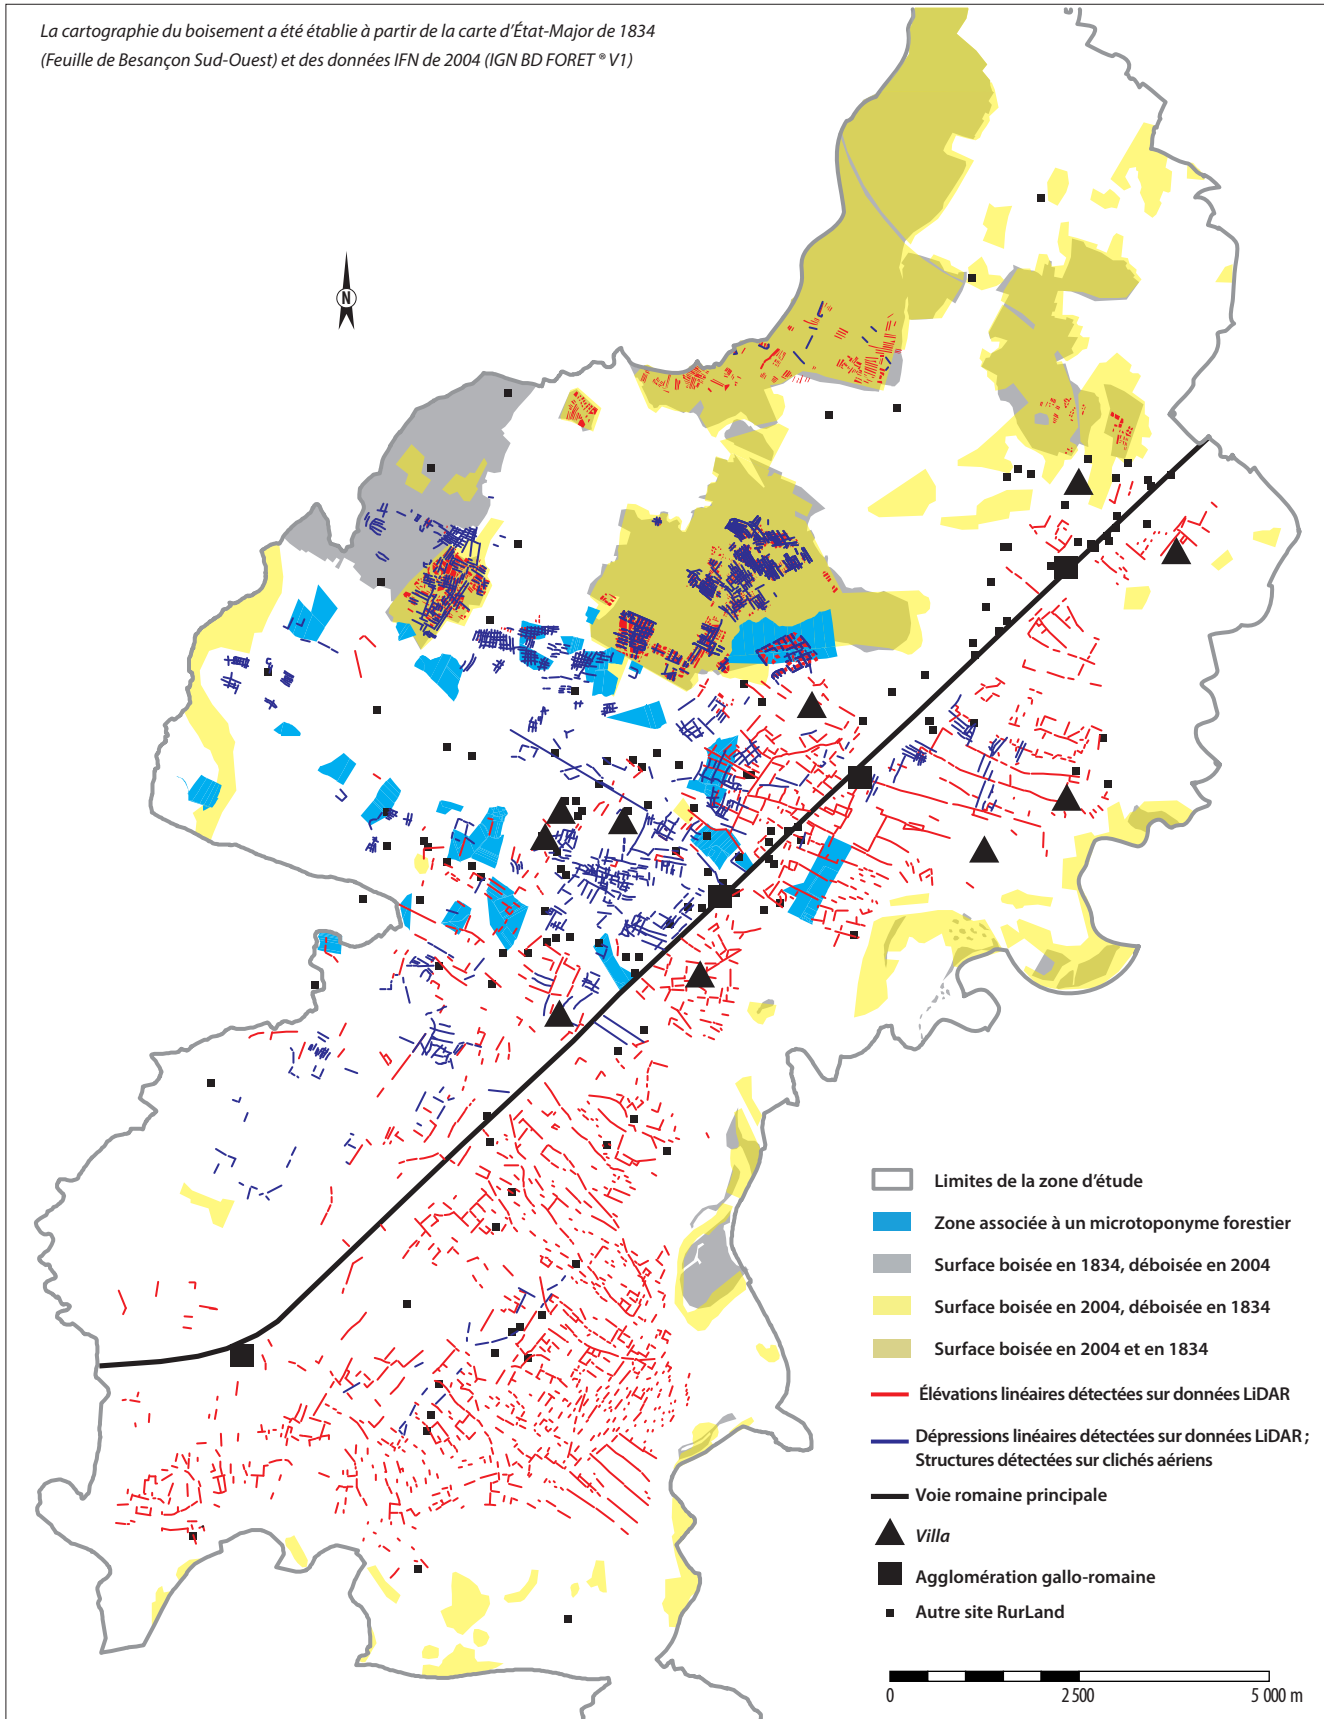 La cartographie du boisement a été établie à partir de la carte d'État-Major de 1834
(Feuille de Besançon Sud-Ouest) et des données IFN de 2004 (IGN BD FORET ® V1)
N
Limites de la zone d'étude
Zone associée à un microtoponyme forestier
Surface boisée en 1834, déboisée en 2004
Surface boisée en 2004, déboisée en 1834
Surface boisée en 2004 et en 1834
Élévations linéaires détectées sur données LiDAR
Dépressions linéaires détectées sur données LiDAR ;
Structures détectées sur clichés aériens
Voie romaine principale
Villa
Agglomération gallo-romaine
Autre site RurLand
0 2 500 5 000 m